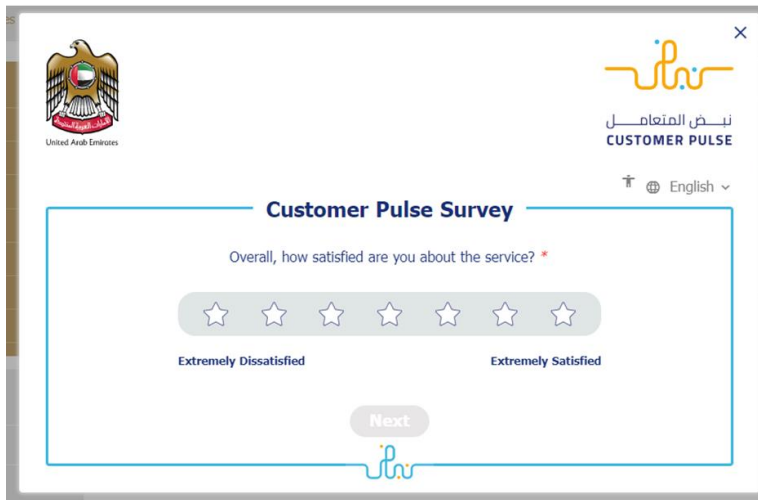 ×
United Arab Emirates
نبض المتعامل
CUSTOMER PULSE
English
Customer Pulse Survey
Overall, how satisfied are you about the service? *
Extremely Dissatisfied
Extremely Satisfied
Next